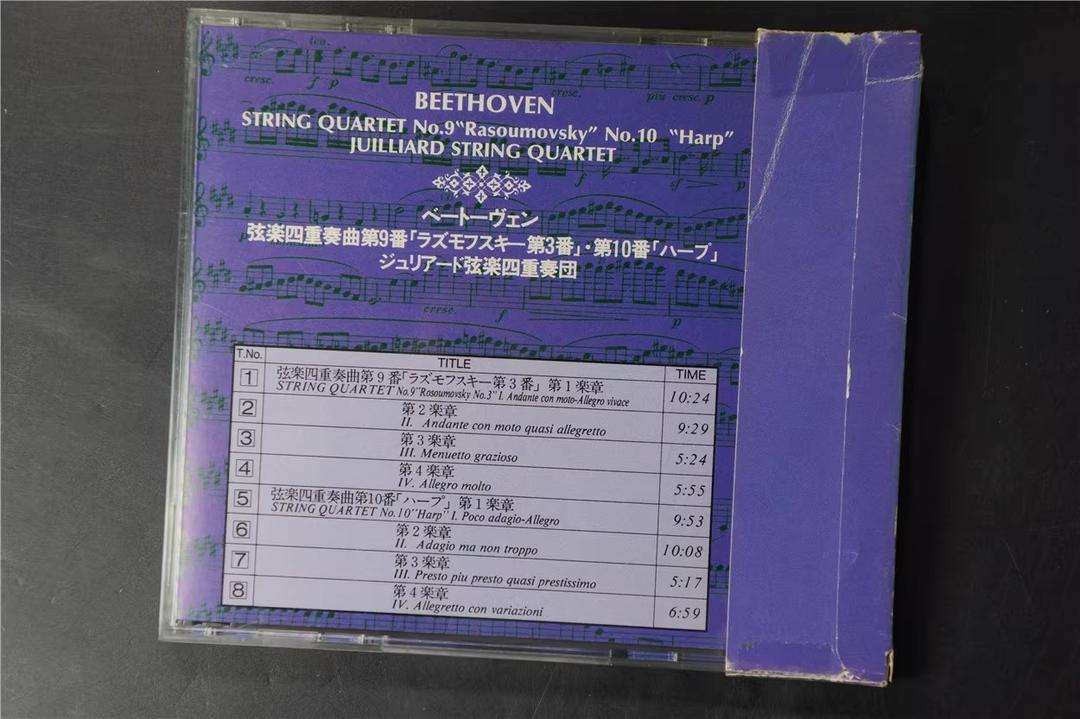 ten.
cresc.
f p
cresc.
più cresc. p
BEETHOVEN
STRING QUARTET No.9“Rasoumovsky” No.10 “Harp”
JUILLIARD STRING QUARTET
f
sf
p
ベートーヴェン
弦楽四重奏曲第9番「ラズモフスキー第3番」・第10番「ハープ」
ジュリアード弦楽四重奏団
cresc.
f
p
T.No. TITLE TIME
1 弦楽四重奏曲第9番「ラズモフスキー第3番」 第1楽章
STRING QUARTET No.9"Rosoumovsky No.3" I. Andante con moto-Allegro vivace 10:24
2 第2楽章
II. Andante con moto quasi allegretto 9:29
3 第3楽章
III. Menuetto grazioso 5:24
4 第4楽章
IV. Allegro molto 5:55
5 弦楽四重奏曲第10番「ハープ」 第1楽章
STRING QUARTET No.10"Harp" I. Poco adagio-Allegro 9:53
6 第2楽章
II. Adagio ma non troppo 10:08
7 第3楽章
III. Presto piu presto quasi prestissimo 5:17
8 第4楽章
IV. Allegretto con variazioni 6:59